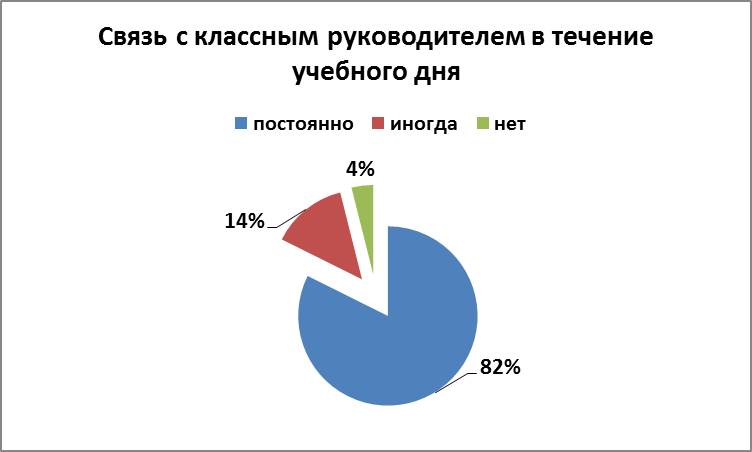 Связь с классным руководителем в течение
учебного дня
постоянно иногда нет
4%
14%
82%